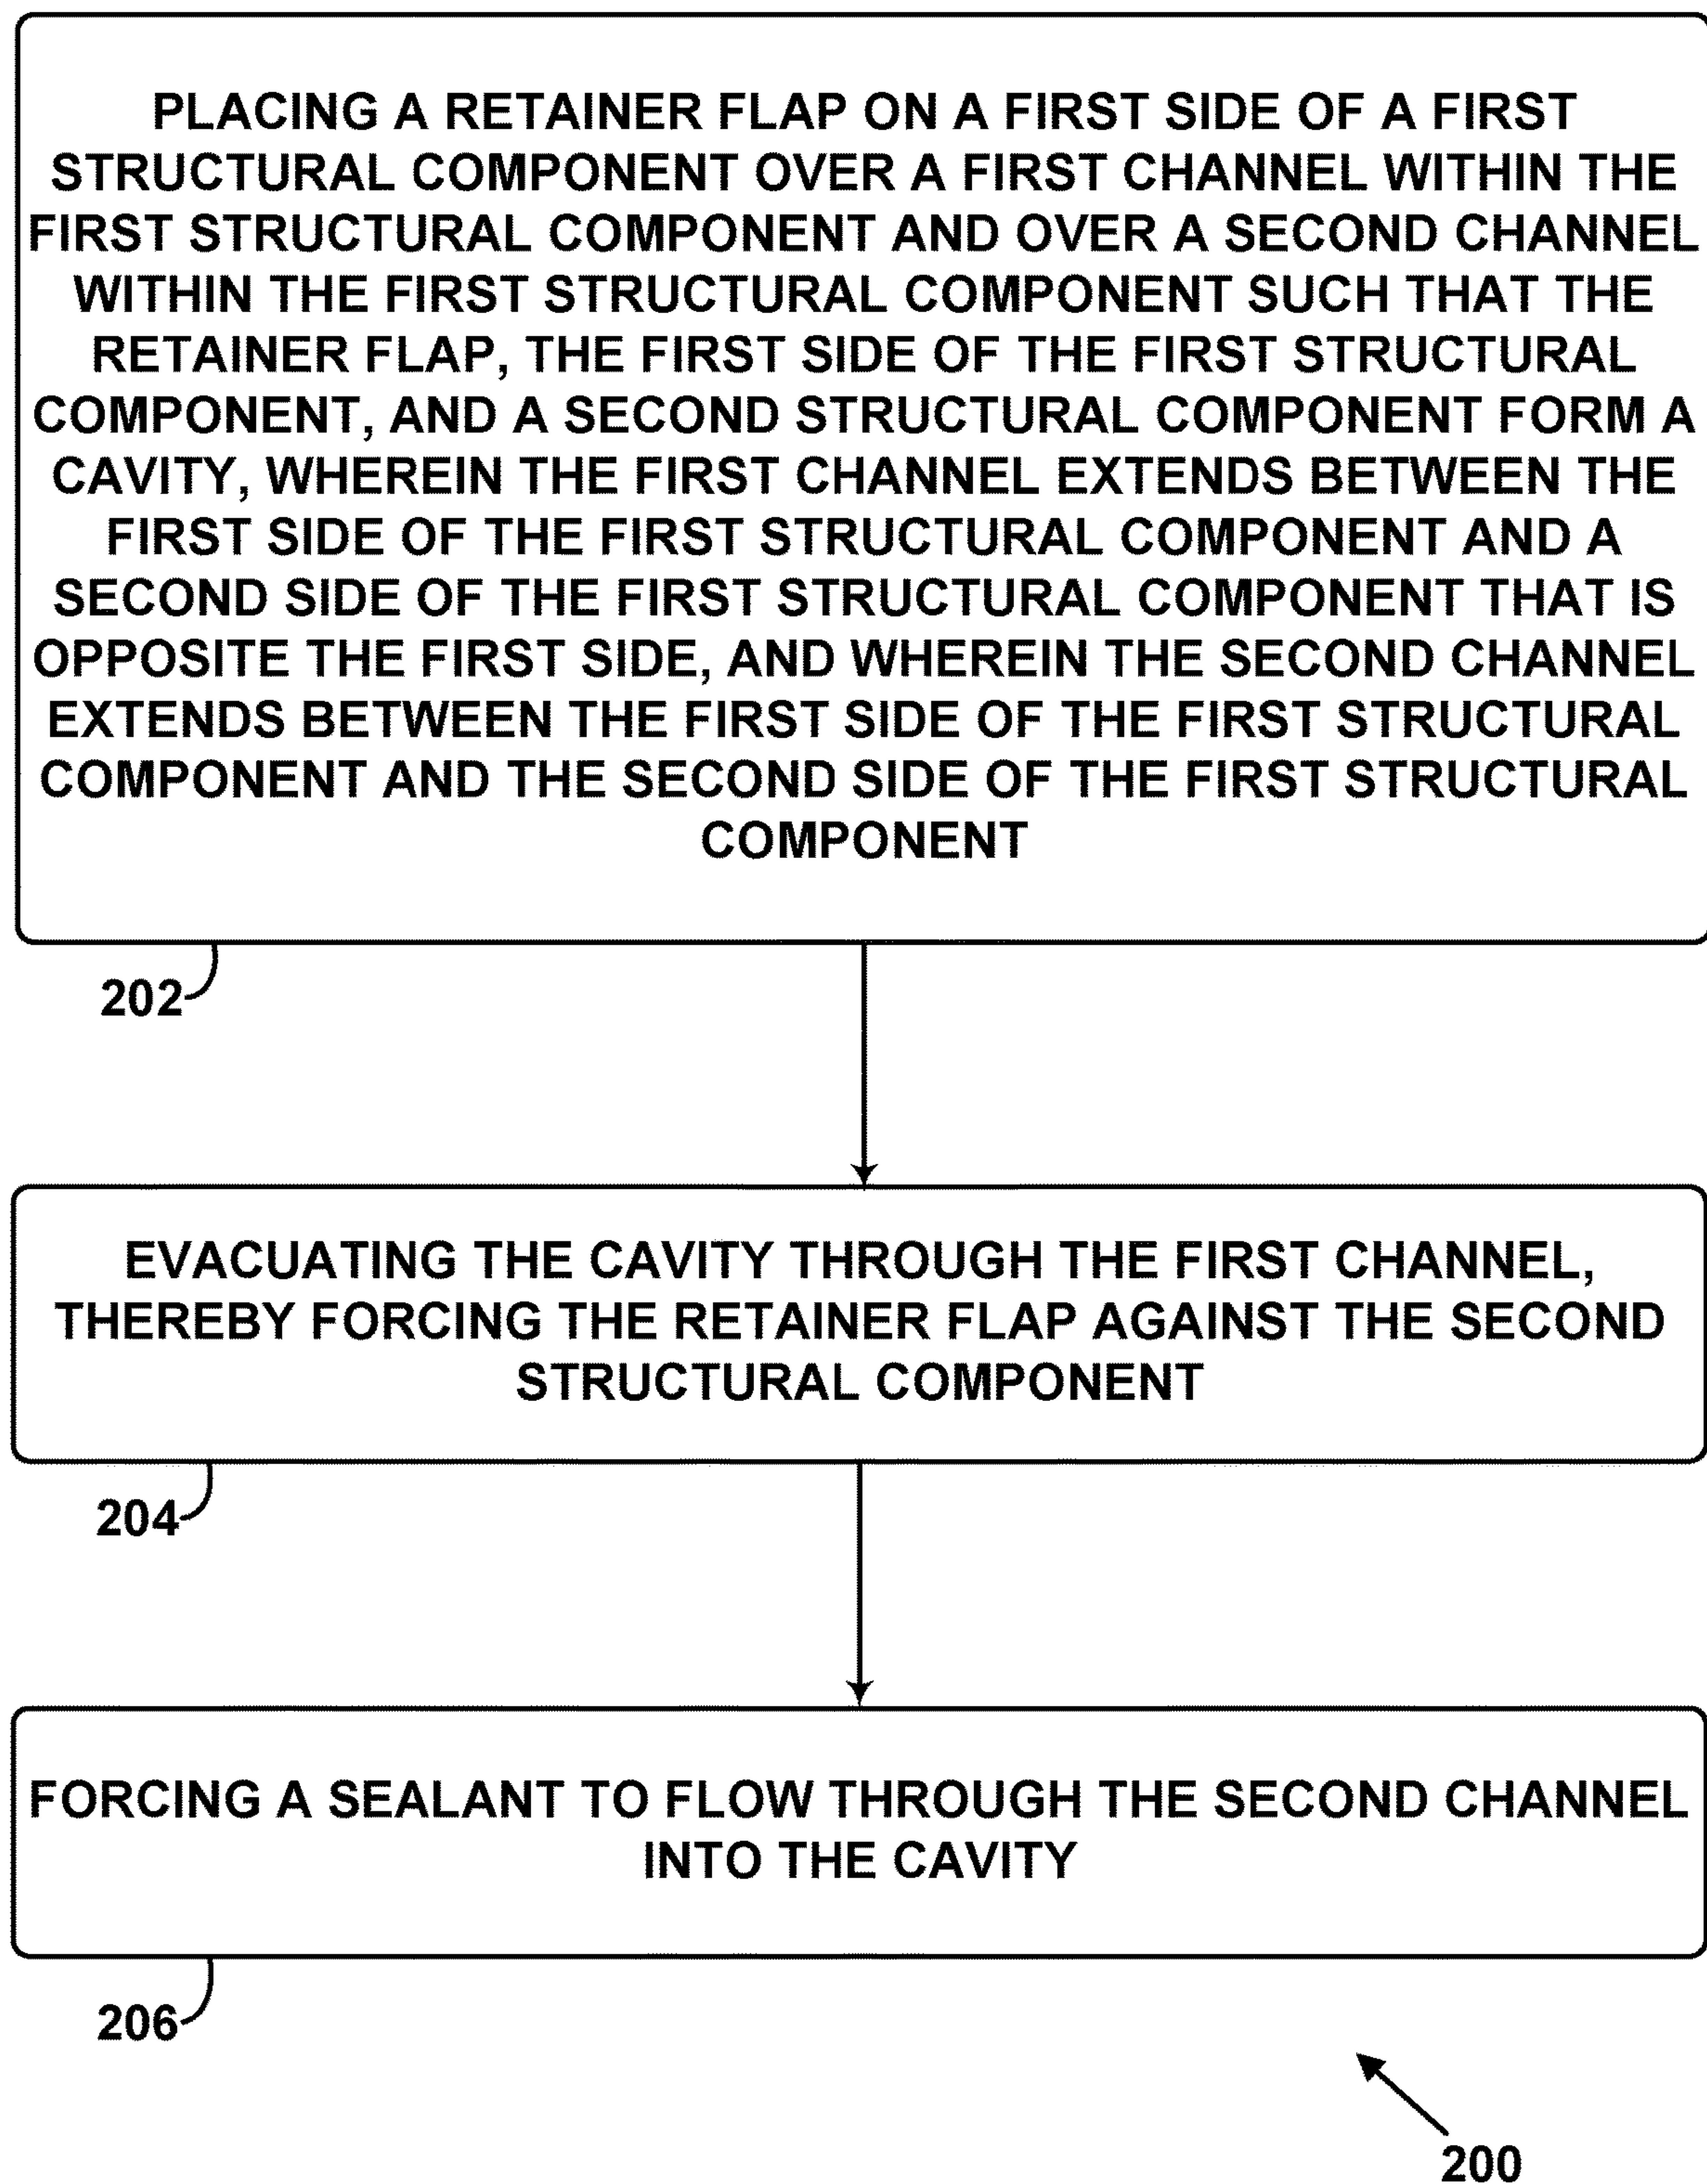 PLACING A RETAINER FLAP ON A FIRST SIDE OF A FIRST
STRUCTURAL COMPONENT OVER A FIRST CHANNEL WITHIN THE
FIRST STRUCTURAL COMPONENT AND OVER A SECOND CHANNEL
WITHIN THE FIRST STRUCTURAL COMPONENT SUCH THAT THE
RETAINER FLAP, THE FIRST SIDE OF THE FIRST STRUCTURAL
COMPONENT, AND A SECOND STRUCTURAL COMPONENT FORM A
CAVITY, WHEREIN THE FIRST CHANNEL EXTENDS BETWEEN THE
FIRST SIDE OF THE FIRST STRUCTURAL COMPONENT AND A
SECOND SIDE OF THE FIRST STRUCTURAL COMPONENT THAT IS
OPPOSITE THE FIRST SIDE, AND WHEREIN THE SECOND CHANNEL
EXTENDS BETWEEN THE FIRST SIDE OF THE FIRST STRUCTURAL
COMPONENT AND THE SECOND SIDE OF THE FIRST STRUCTURAL
COMPONENT
202
EVACUATING THE CAVITY THROUGH THE FIRST CHANNEL,
THEREBY FORCING THE RETAINER FLAP AGAINST THE SECOND
STRUCTURAL COMPONENT
204
FORCING A SEALANT TO FLOW THROUGH THE SECOND CHANNEL
INTO THE CAVITY
206
200